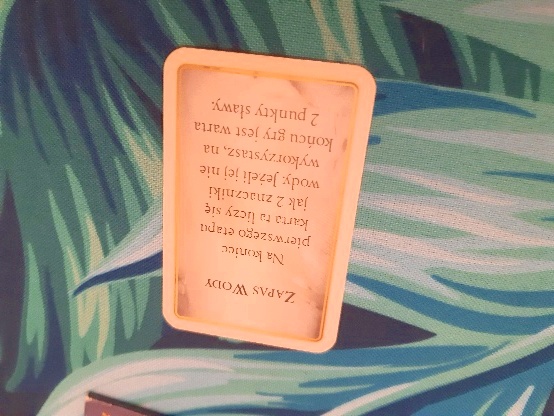 Zapas Wody
Na koniec
pierwszego etapu
karta ta liczy się
jak 2 znaczniki
wody. Jeżeli jej nie
wykorzystasz, na
końcu gry jest warta
2 punkty sławy.